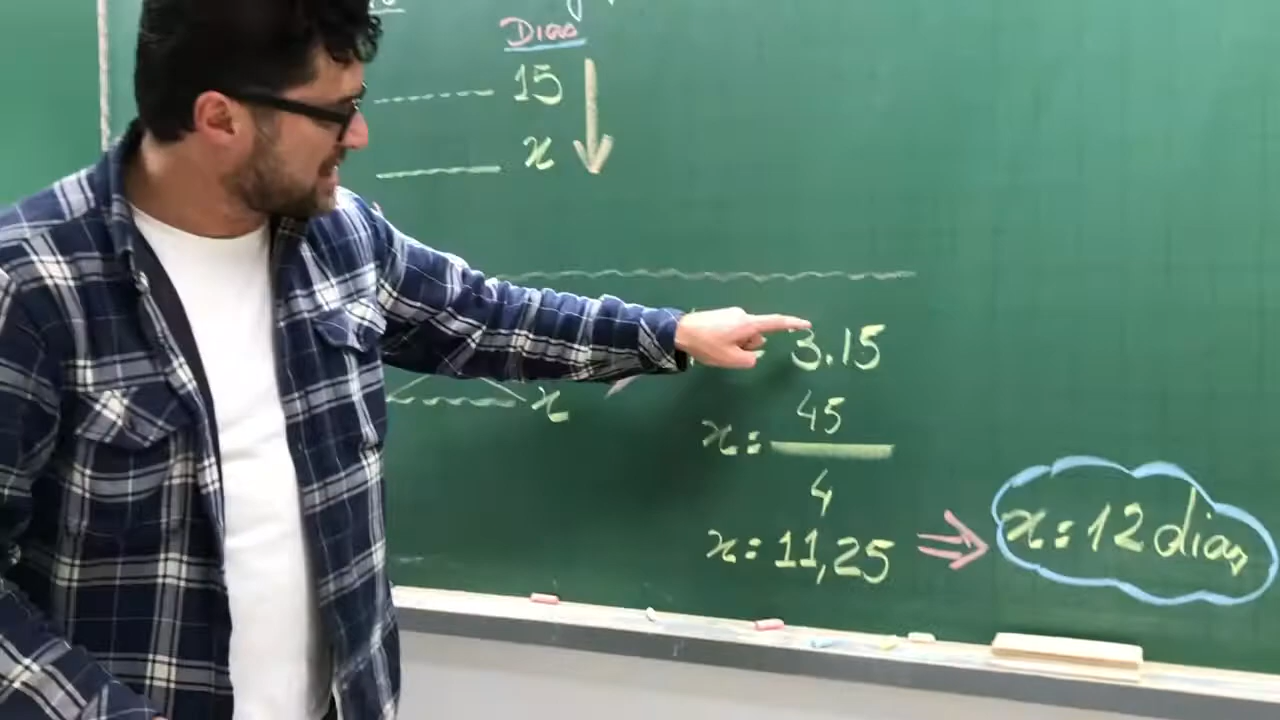 Dias
15
x
= 3.15
x
45
x = ―
4
x = 11,25 ⇒ x = 12 dias